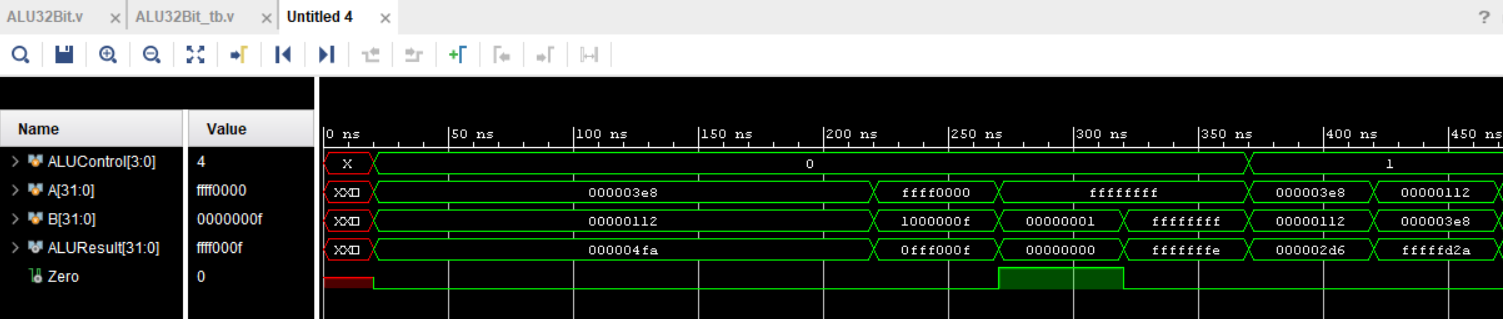 ALU32Bit.v × ALU32Bit_tb.v × Untitled 4 × ?
Name Value 0 ns 50 ns 100 ns 150 ns 200 ns 250 ns 300 ns 350 ns 400 ns 450 ns
ALUControl[3:0] 4 X 0 1
A[31:0] ffff0000 XX 000003e8 ffff0000 ffffffff 000003e8 00000112
B[31:0] 0000000f XX 00000112 1000000f 00000001 ffffffff 00000112 000003e8
ALUResult[31:0] ffff000f XX 000004fa 0fff000f 00000000 fffffffe 000002d6 fffffd2a
Zero 0